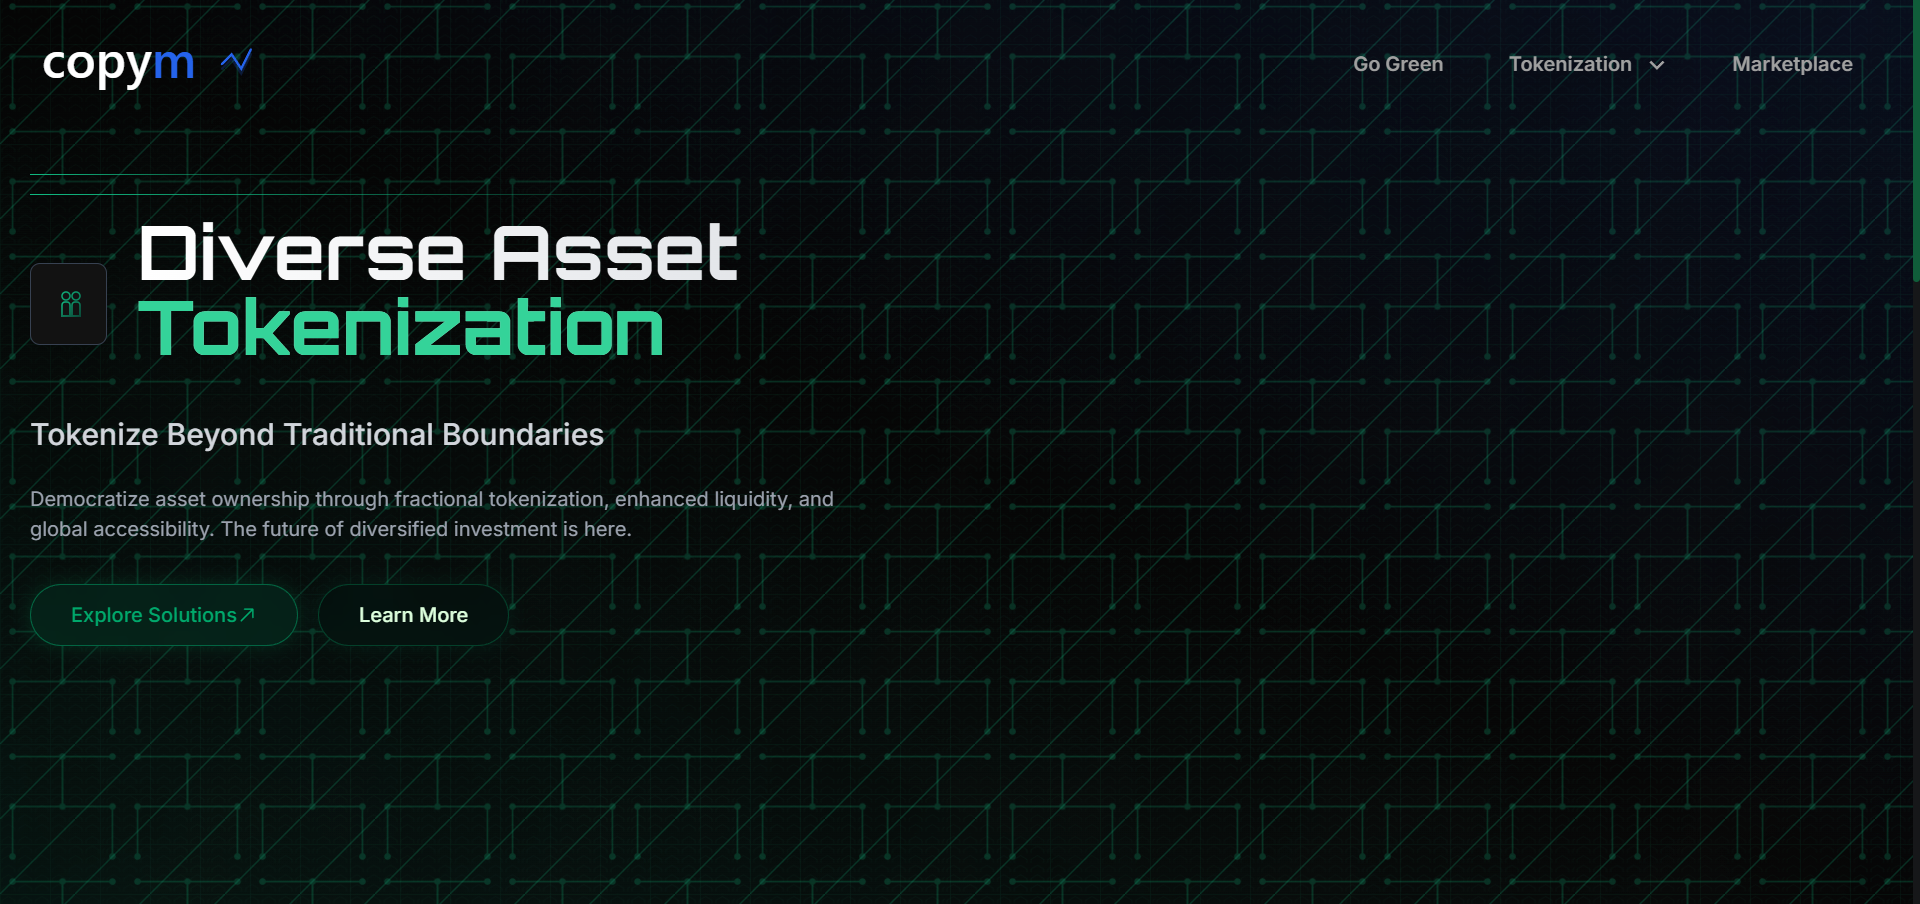 copym
Go Green
Tokenization
Marketplace
Diverse Asset
Tokenization
Tokenize Beyond Traditional Boundaries
Democratize asset ownership through fractional tokenization, enhanced liquidity, and
global accessibility. The future of diversified investment is here.
Explore Solutions
Learn More